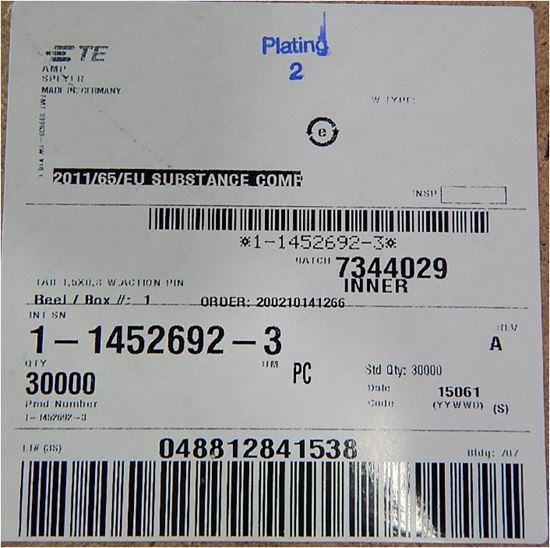 Plating
2
TE
AMP
SPEYER
MADE IN GERMANY
W TYPE:
e
2011/65/EU SUBSTANCE COMP
INSP
*1-1452692-3*
BATCH 7344029
TAB 1,5X0,8 W.ACTION PIN INNER
Reel / Box #: 1 ORDER: 200210141266
INT SN
1-1452692-3
REV
A
QTY
30000
UM
PC
Std Qty: 30000
Prod Number
1-1452692-3
Date
Code
15061
(YYWWD) (S)
048812841538
Bldg: 707